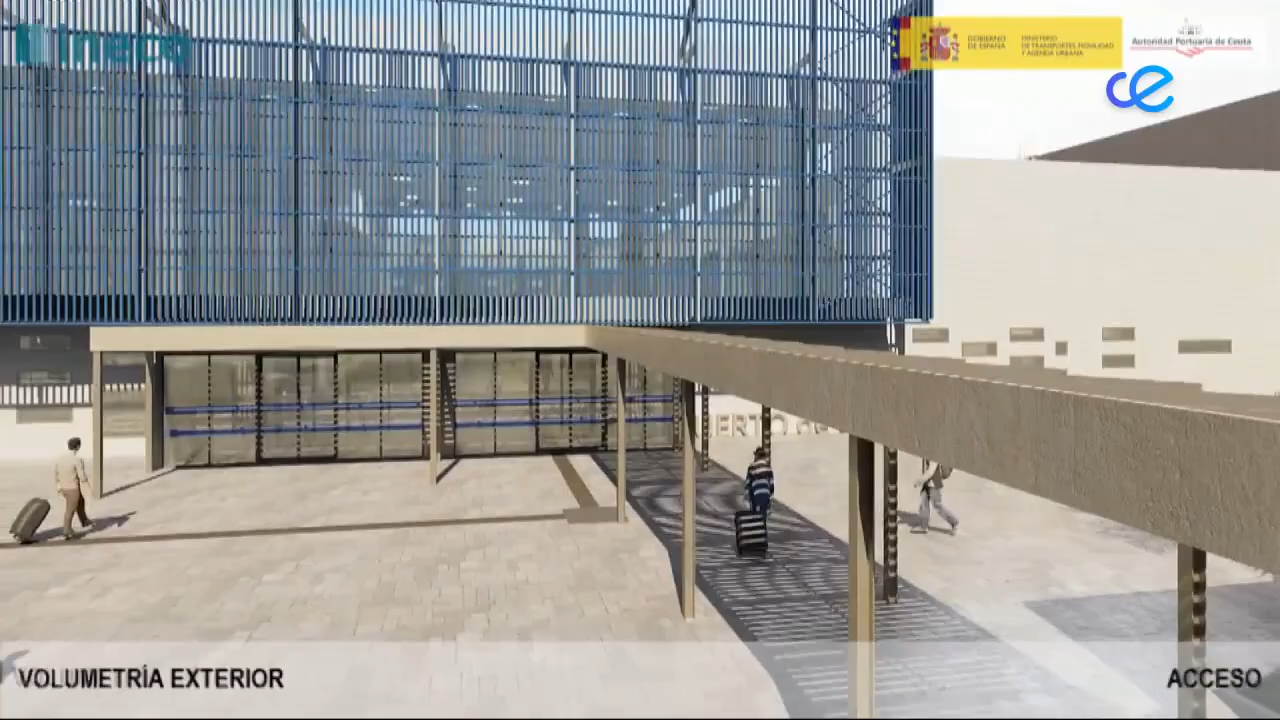 ineco
GOBIERNO
DE ESPAÑA
MINISTERIO
DE TRANSPORTES, MOVILIDAD
Y AGENDA URBANA
Autoridad Portuaria de Ceuta
ce
VOLUMETRÍA EXTERIOR
ACCESO